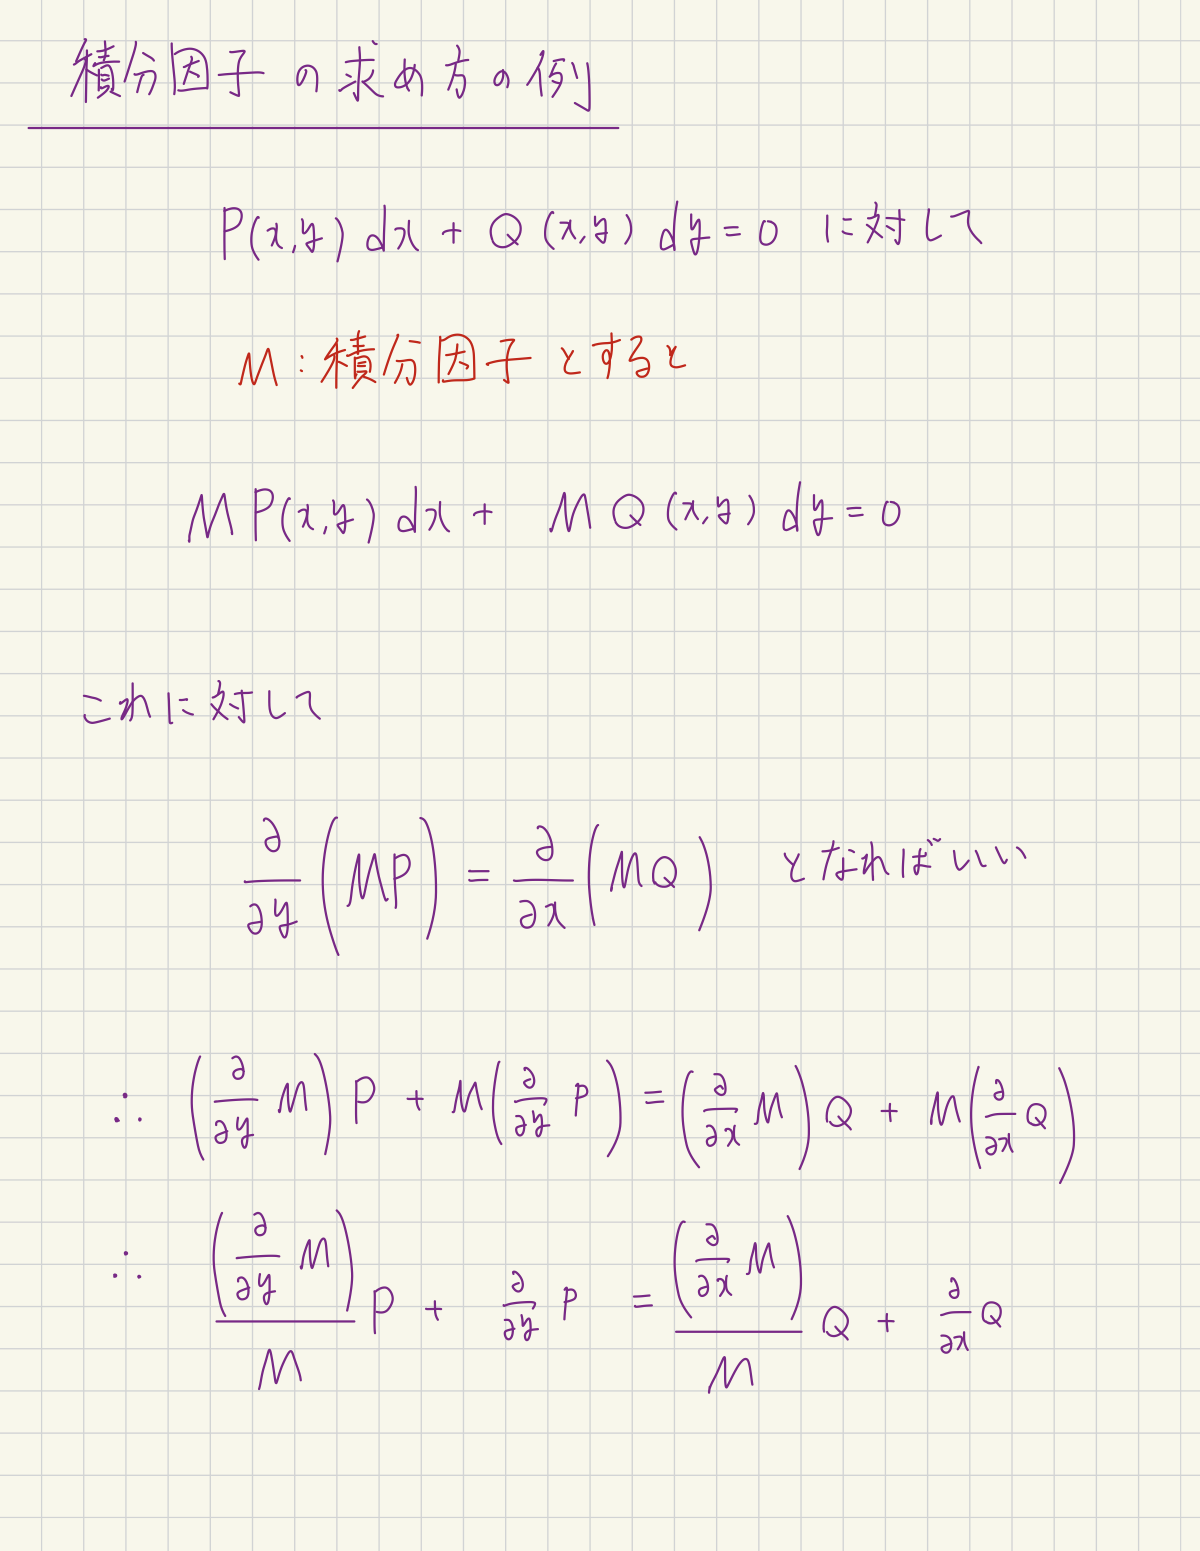 積分因子の求め方の例
P(x,y)dx + Q(x,y)dy = 0 に対して
M : 積分因子とすると
MP(x,y)dx + MQ(x,y)dy = 0
これに対して
∂/∂y (MP) = ∂/∂x (MQ) となればいい
∴ (∂/∂y M) P + M (∂/∂y P) = (∂/∂x M) Q + M (∂/∂x Q)
∴ (∂/∂y M)/M P + ∂/∂y P = (∂/∂x M)/M Q + ∂/∂x Q